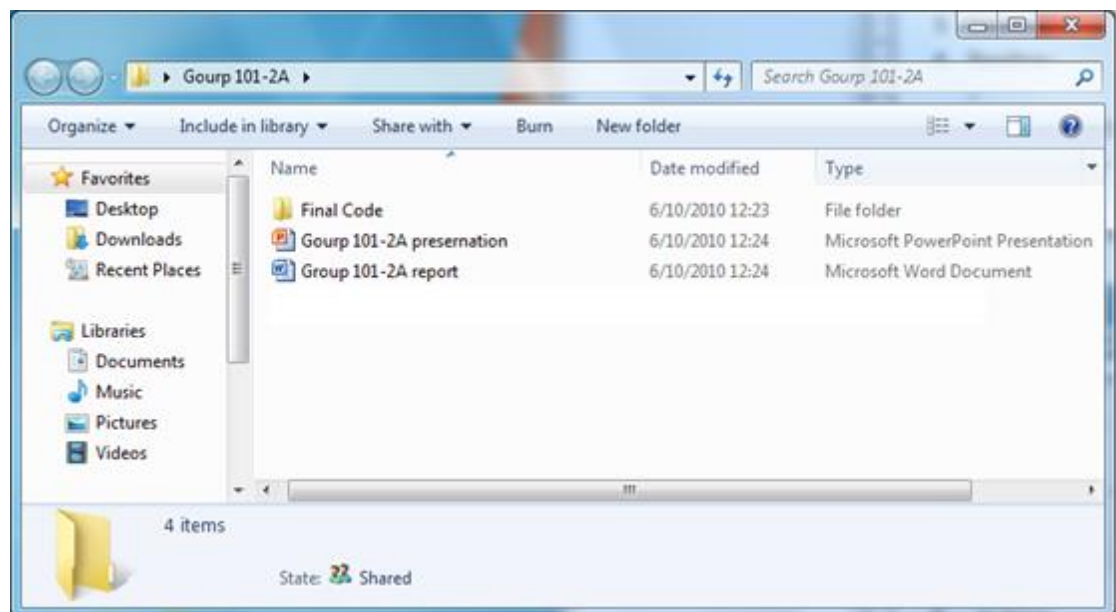 Gourp 101-2A
Search Gourp 101-2A
Organize Include in library Share with Burn New folder
Name Date modified Type
Favorites
Desktop
Downloads
Recent Places
Libraries
Documents
Music
Pictures
Videos
Final Code 6/10/2010 12:23 File folder
Gourp 101-2A presernation 6/10/2010 12:24 Microsoft PowerPoint Presentation
Group 101-2A report 6/10/2010 12:24 Microsoft Word Document
4 items
State: Shared